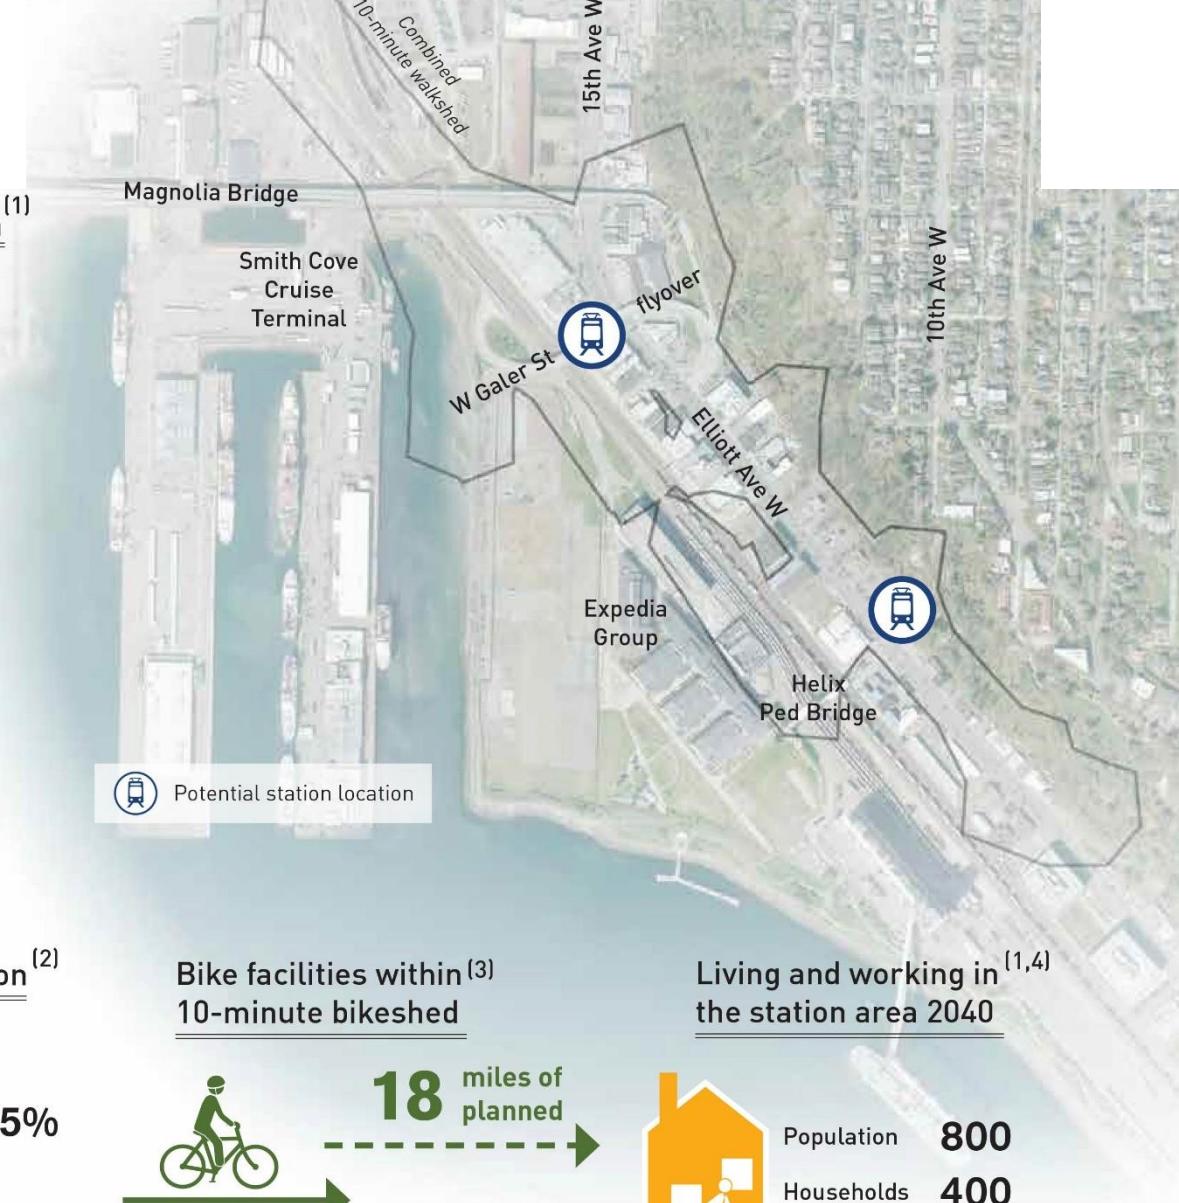 Combined
10-minute walkshed
15th Ave W
(1)
Magnolia Bridge
Smith Cove
Cruise
Terminal
10th Ave W
flyover
W Galer St
Elliott Ave W
Expedia
Group
Helix
Ped Bridge
Potential station location
on (2)
Bike facilities within (3)
10-minute bikeshed
Living and working in (1,4)
the station area 2040
5%
18 miles of
planned
Population 800
Households 400